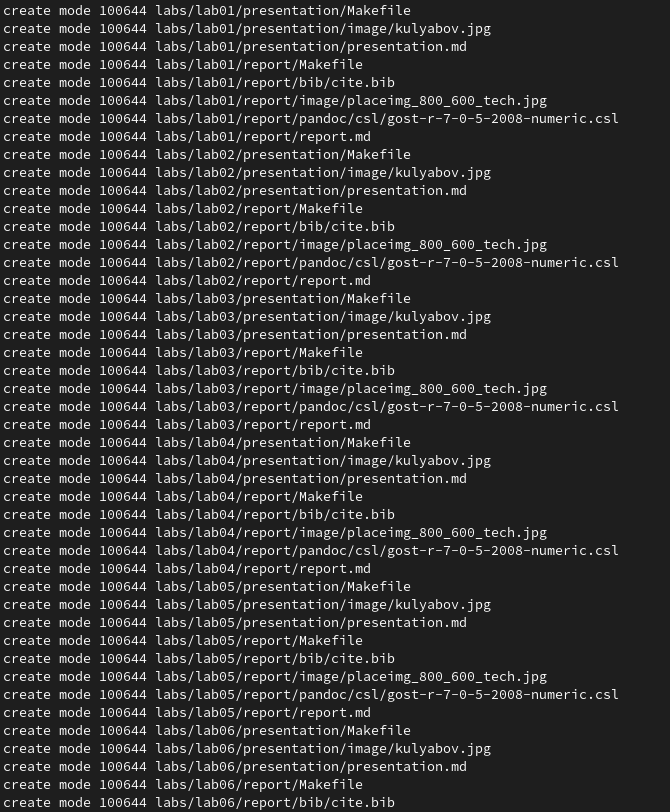 create mode 100644 labs/lab01/presentation/Makefile
create mode 100644 labs/lab01/presentation/image/kulyabov.jpg
create mode 100644 labs/lab01/presentation/presentation.md
create mode 100644 labs/lab01/report/Makefile
create mode 100644 labs/lab01/report/bib/cite.bib
create mode 100644 labs/lab01/report/image/placeimg_800_600_tech.jpg
create mode 100644 labs/lab01/report/pandoc/csl/gost-r-7-0-5-2008-numeric.csl
create mode 100644 labs/lab01/report/report.md
create mode 100644 labs/lab02/presentation/Makefile
create mode 100644 labs/lab02/presentation/image/kulyabov.jpg
create mode 100644 labs/lab02/presentation/presentation.md
create mode 100644 labs/lab02/report/Makefile
create mode 100644 labs/lab02/report/bib/cite.bib
create mode 100644 labs/lab02/report/image/placeimg_800_600_tech.jpg
create mode 100644 labs/lab02/report/pandoc/csl/gost-r-7-0-5-2008-numeric.csl
create mode 100644 labs/lab02/report/report.md
create mode 100644 labs/lab03/presentation/Makefile
create mode 100644 labs/lab03/presentation/image/kulyabov.jpg
create mode 100644 labs/lab03/presentation/presentation.md
create mode 100644 labs/lab03/report/Makefile
create mode 100644 labs/lab03/report/bib/cite.bib
create mode 100644 labs/lab03/report/image/placeimg_800_600_tech.jpg
create mode 100644 labs/lab03/report/pandoc/csl/gost-r-7-0-5-2008-numeric.csl
create mode 100644 labs/lab03/report/report.md
create mode 100644 labs/lab04/presentation/Makefile
create mode 100644 labs/lab04/presentation/image/kulyabov.jpg
create mode 100644 labs/lab04/presentation/presentation.md
create mode 100644 labs/lab04/report/Makefile
create mode 100644 labs/lab04/report/bib/cite.bib
create mode 100644 labs/lab04/report/image/placeimg_800_600_tech.jpg
create mode 100644 labs/lab04/report/pandoc/csl/gost-r-7-0-5-2008-numeric.csl
create mode 100644 labs/lab04/report/report.md
create mode 100644 labs/lab05/presentation/Makefile
create mode 100644 labs/lab05/presentation/image/kulyabov.jpg
create mode 100644 labs/lab05/presentation/presentation.md
create mode 100644 labs/lab05/report/Makefile
create mode 100644 labs/lab05/report/bib/cite.bib
create mode 100644 labs/lab05/report/image/placeimg_800_600_tech.jpg
create mode 100644 labs/lab05/report/pandoc/csl/gost-r-7-0-5-2008-numeric.csl
create mode 100644 labs/lab05/report/report.md
create mode 100644 labs/lab06/presentation/Makefile
create mode 100644 labs/lab06/presentation/image/kulyabov.jpg
create mode 100644 labs/lab06/presentation/presentation.md
create mode 100644 labs/lab06/report/Makefile
create mode 100644 labs/lab06/report/bib/cite.bib